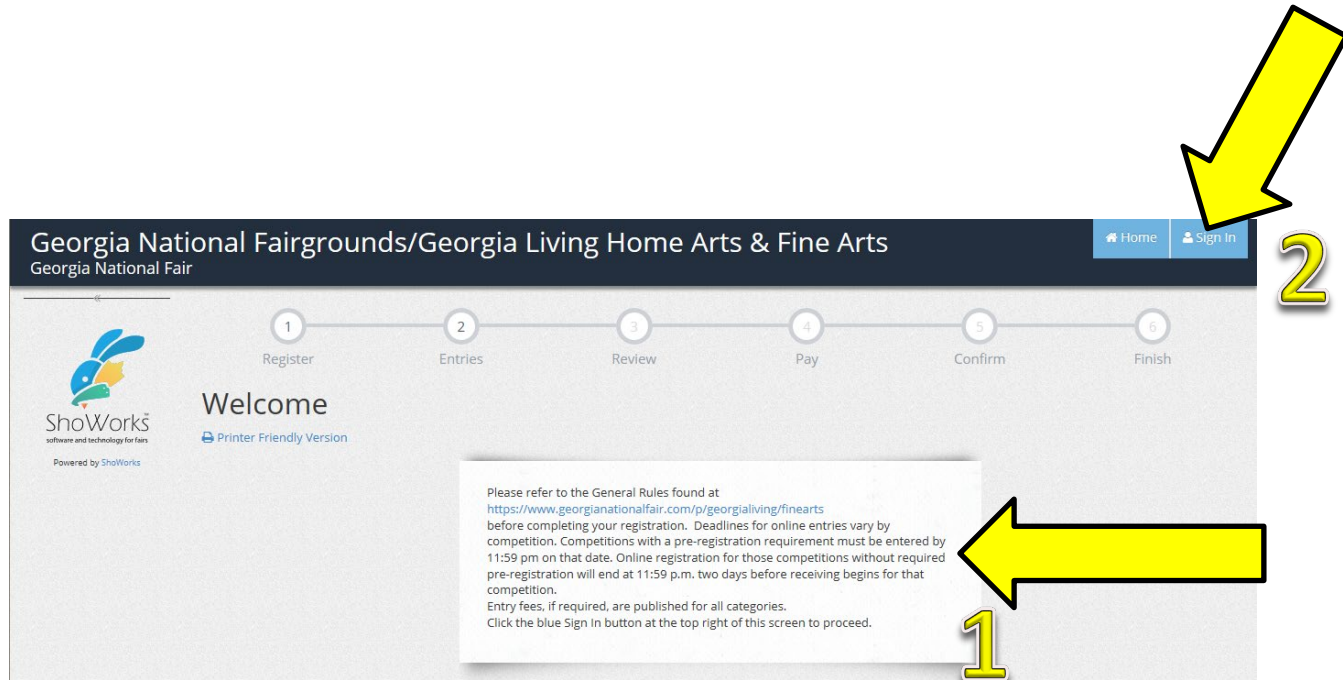 Georgia National Fairgrounds/Georgia Living Home Arts & Fine Arts
Georgia National Fair
Home
Sign In
2
1
2
3
4
5
6
Register
Entries
Review
Pay
Confirm
Finish
ShoWorks™
software and technology for fairs
Powered by ShoWorks
Welcome
Printer Friendly Version
Please refer to the General Rules found at
https://www.georgianationalfair.com/p/georgialiving/finearts
before completing your registration. Deadlines for online entries vary by
competition. Competitions with a pre-registration requirement must be entered by
11:59 pm on that date. Online registration for those competitions without required
pre-registration will end at 11:59 p.m. two days before receiving begins for that
competition.
Entry fees, if required, are published for all categories.
Click the blue Sign In button at the top right of this screen to proceed.
1